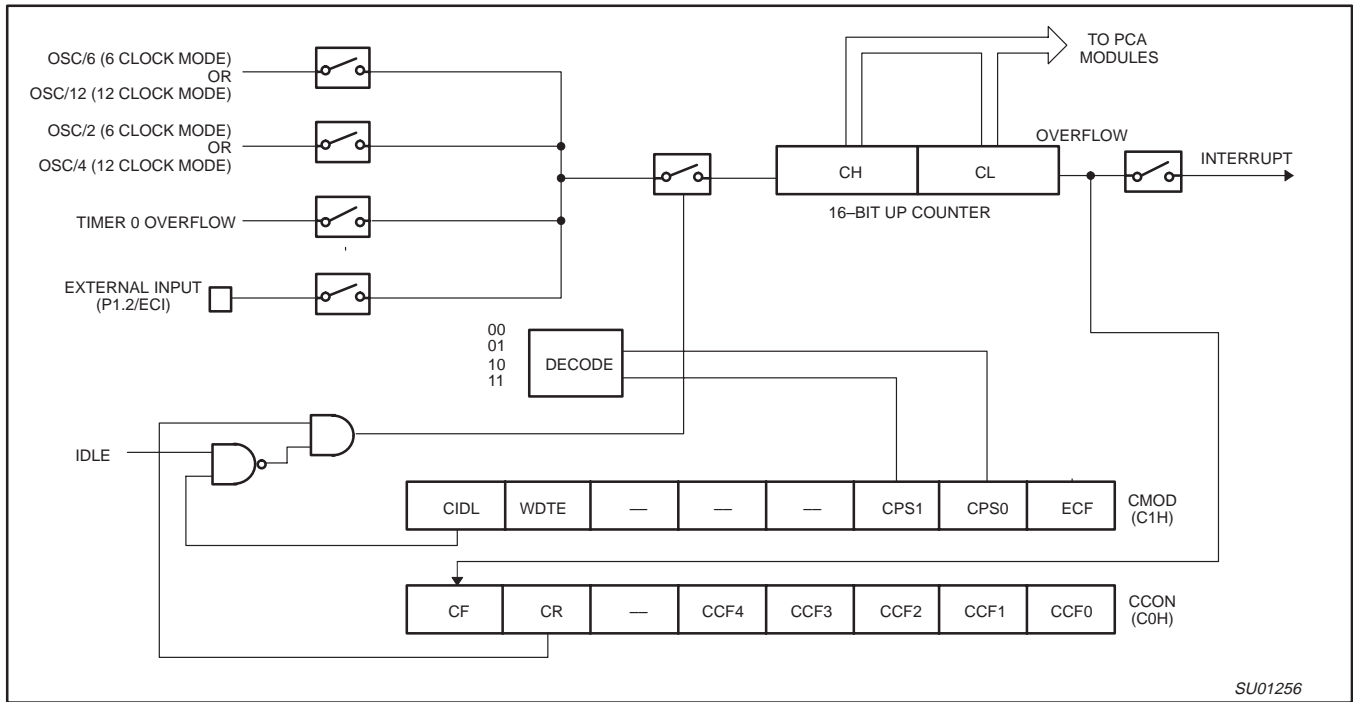 OSC/6 (6 CLOCK MODE)
OR
OSC/12 (12 CLOCK MODE)
OSC/2 (6 CLOCK MODE)
OR
OSC/4 (12 CLOCK MODE)
TIMER 0 OVERFLOW
EXTERNAL INPUT
(P1.2/ECI)
TO PCA
MODULES
OVERFLOW
CH
CL
INTERRUPT
16–BIT UP COUNTER
00
01
10
11
DECODE
IDLE
CIDL WDTE –– –– –– CPS1 CPS0 ECF
CMOD
(C1H)
CF CR –– CCF4 CCF3 CCF2 CCF1 CCF0
CCON
(C0H)
SU01256